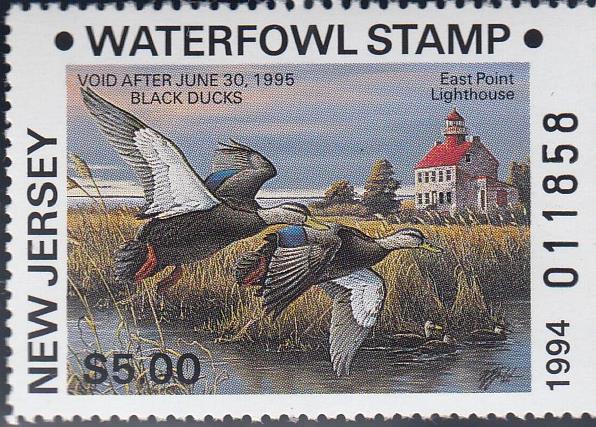 • WATERFOWL STAMP •
VOID AFTER JUNE 30, 1995
BLACK DUCKS
East Point
Lighthouse
NEW JERSEY
$5.00
1994 011858